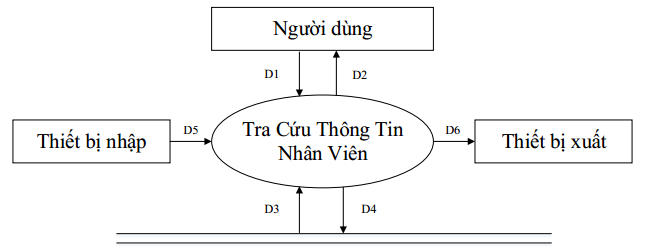 Người dùng
D1
D2
Thiết bị nhập
D5
Tra Cứu Thông Tin
Nhân Viên
D6
Thiết bị xuất
D3
D4